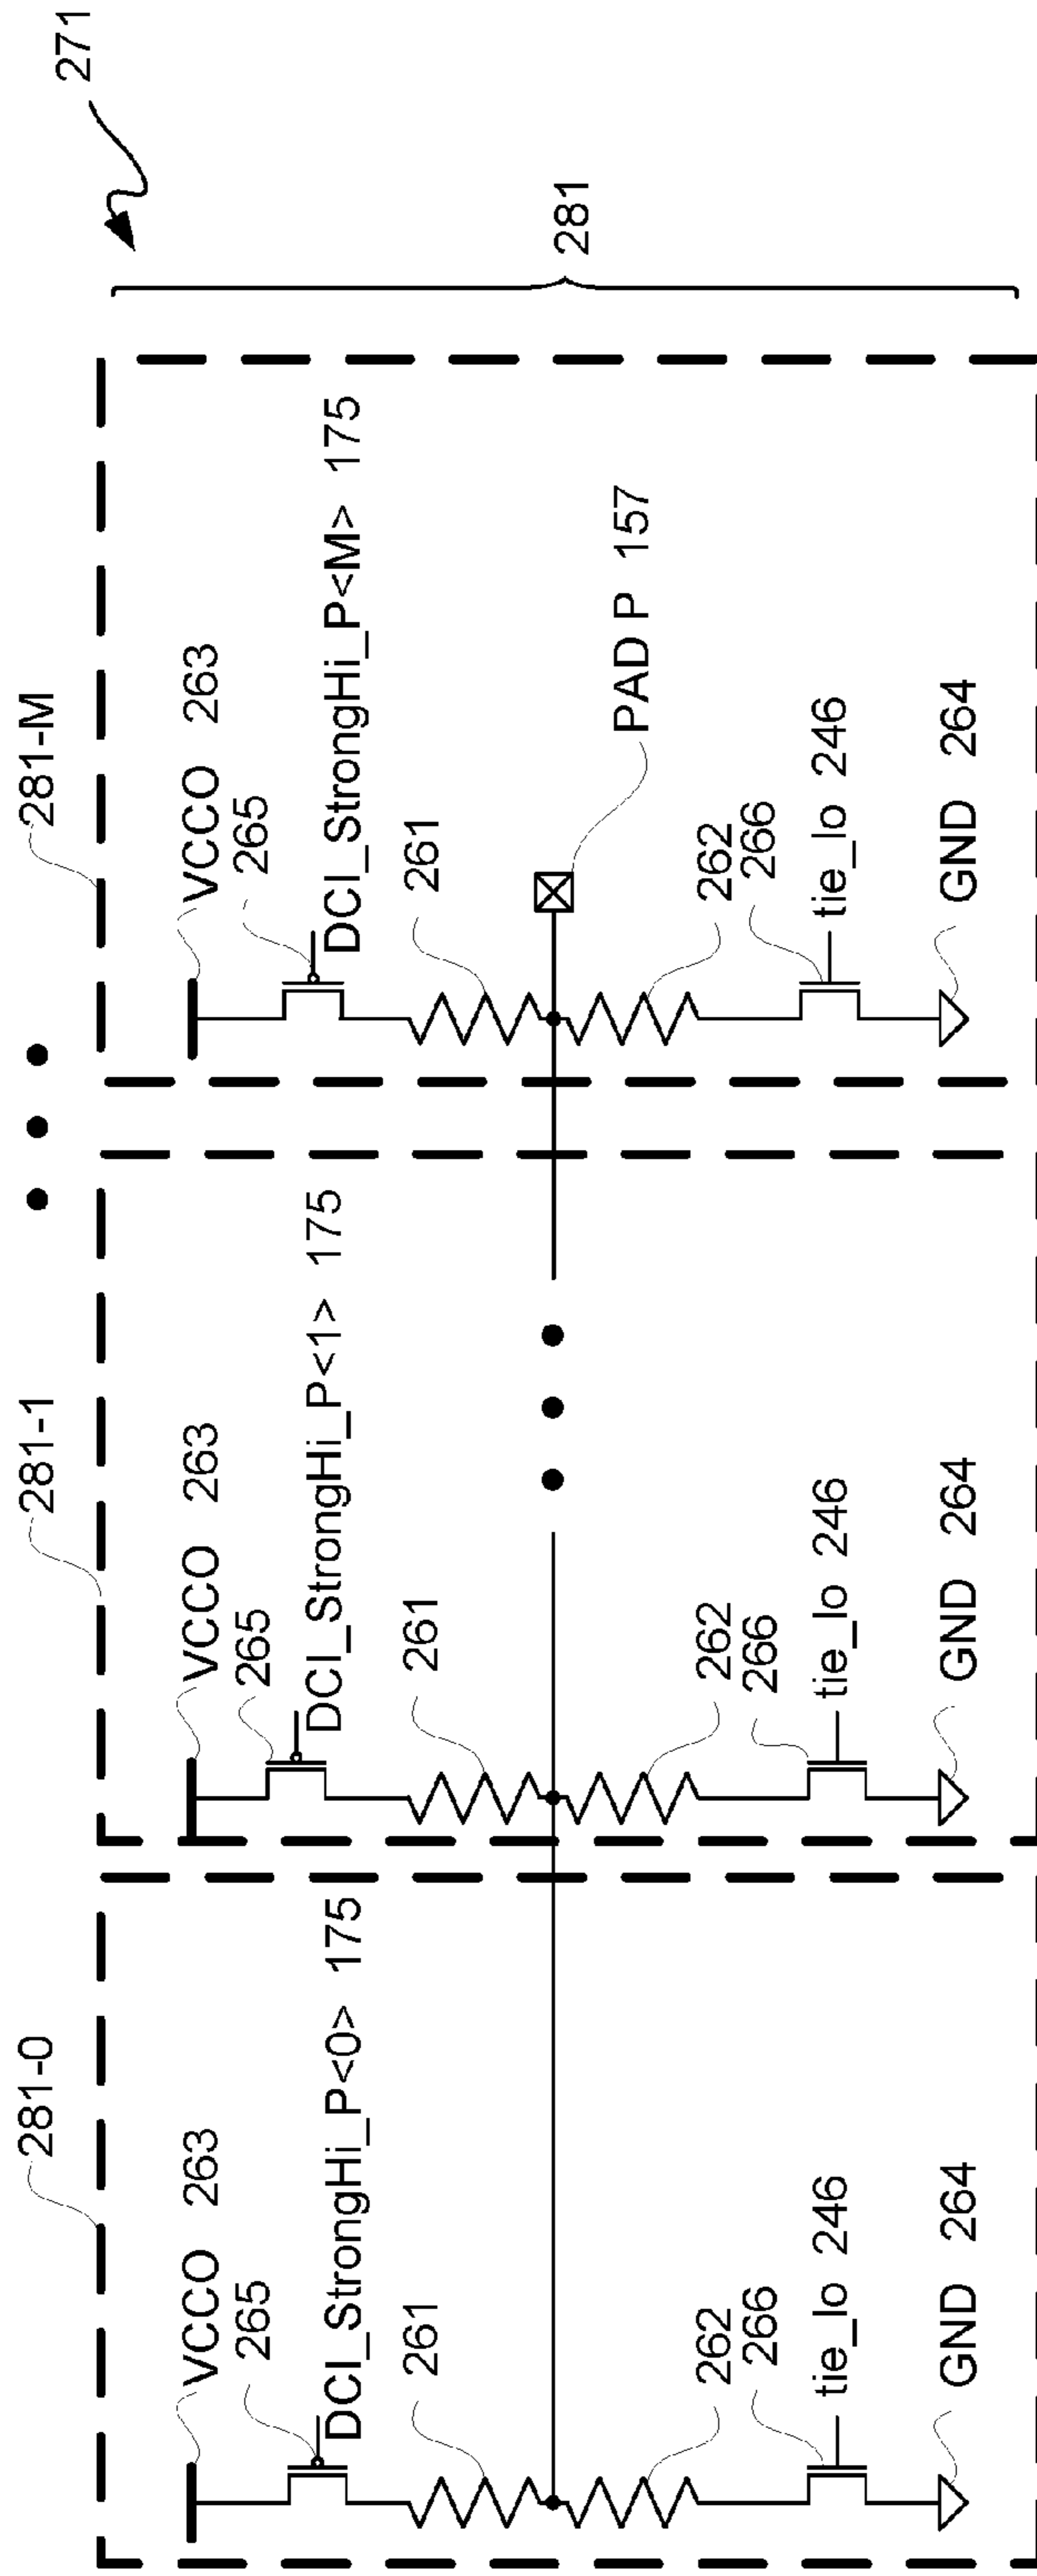 271
281-0
281-1
281-M
281
VCCO 263
265
DCI_StrongHi_P<0> 175
261
262
266
tie_lo 246
GND 264
VCCO 263
265
DCI_StrongHi_P<1> 175
261
262
266
tie_lo 246
GND 264
VCCO 263
265
DCI_StrongHi_P<M> 175
261
PAD P 157
262
266
tie_lo 246
GND 264